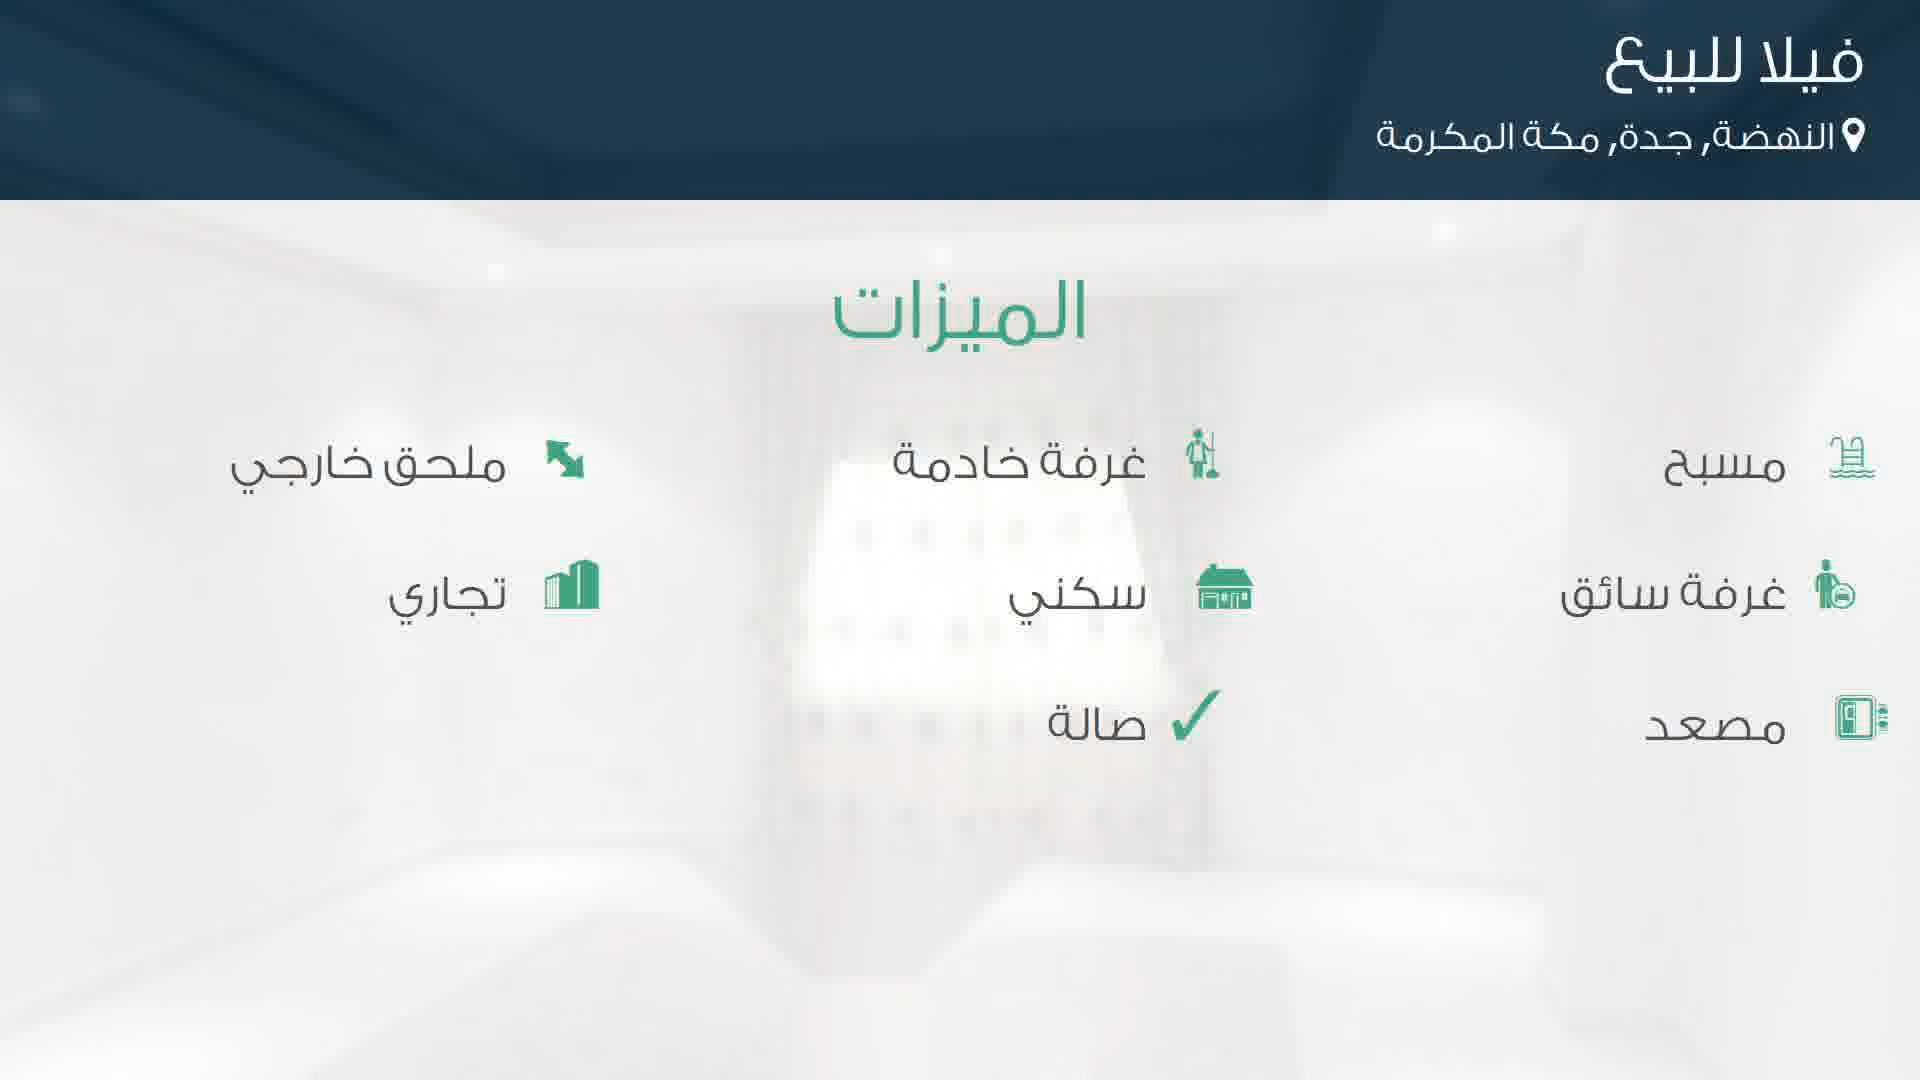 فيلا للبيع
النهضة, جدة, مكة المكرمة
الميزات
مسبح
غرفة خادمة
ملحق خارجي
غرفة سائق
سكني
تجاري
مصعد
صالة